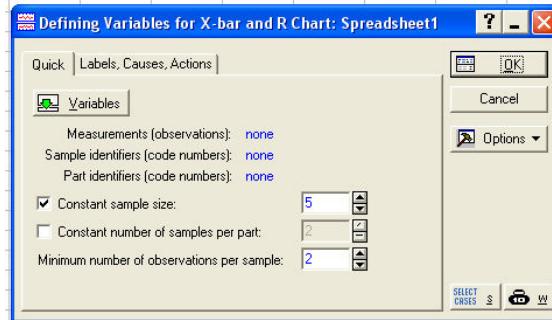 Defining Variables for X-bar and R Chart: Spreadsheet1
Quick
Labels, Causes, Actions
OK
Variables
Cancel
Measurements (observations): none
Options
Sample identifiers (code numbers): none
Part identifiers (code numbers): none
Constant sample size: 5
Constant number of samples per part: 2
Minimum number of observations per sample: 2
SELECT
CASES
S
W